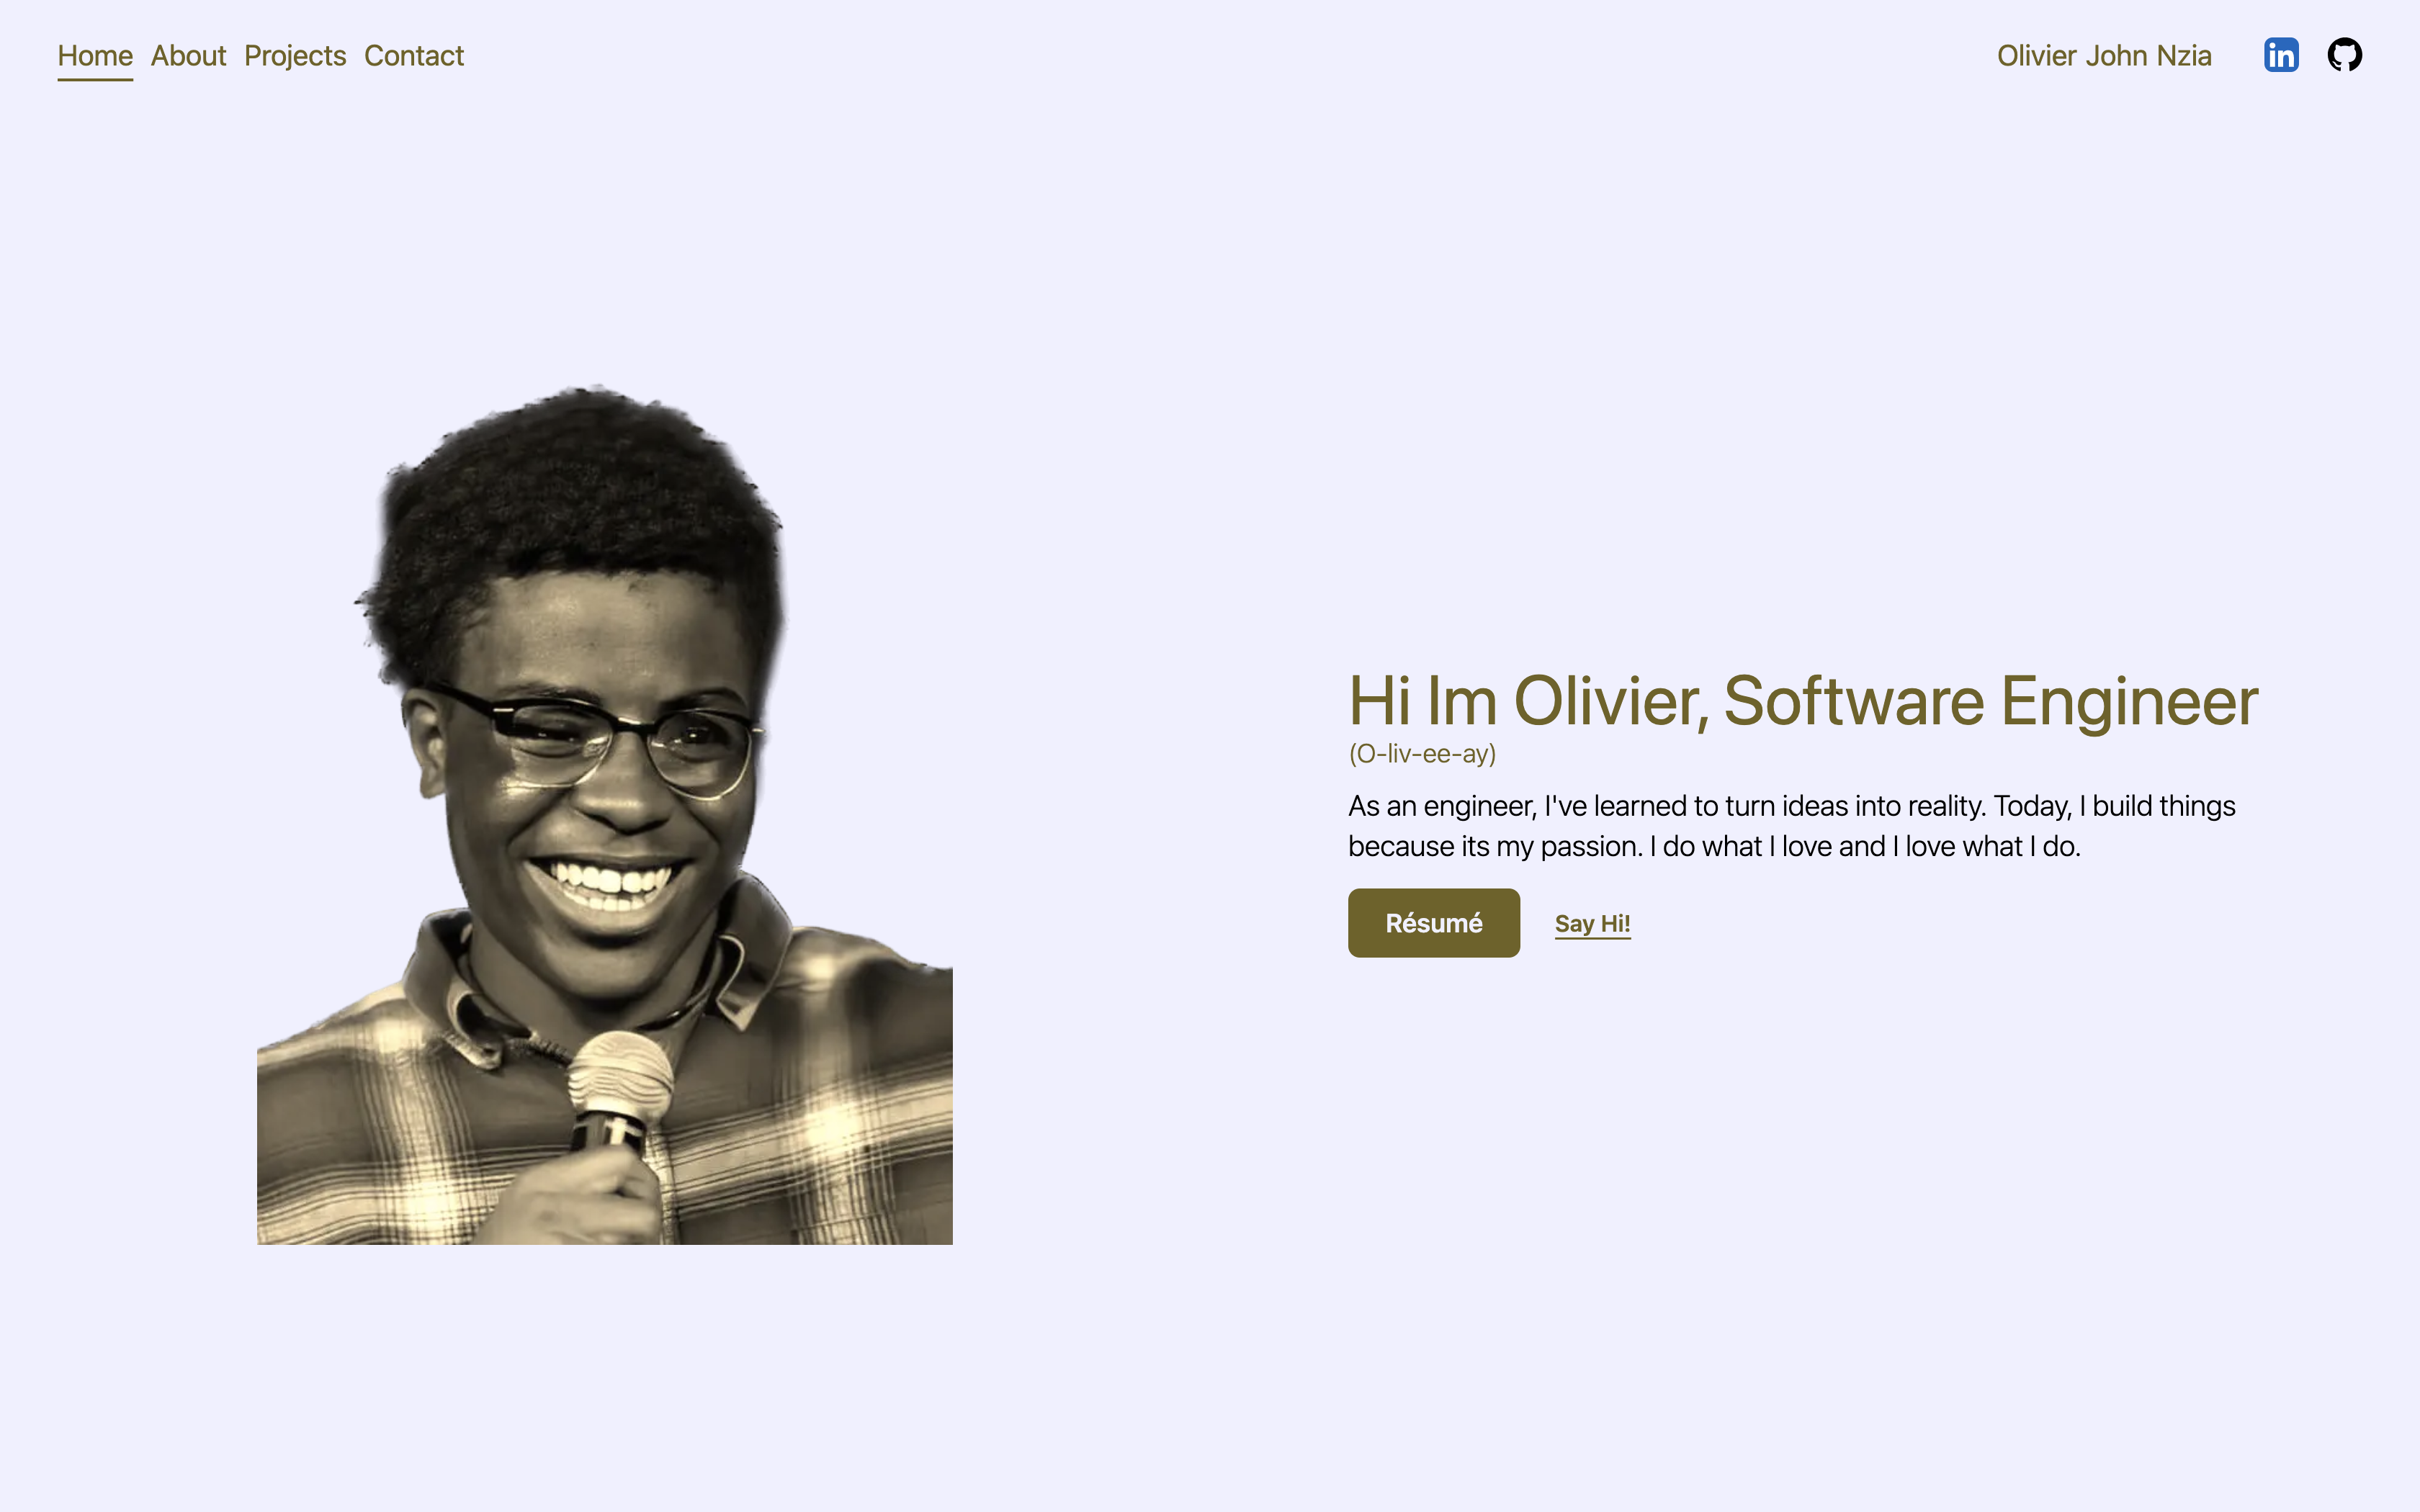 Home About Projects Contact
Olivier John Nzia
in
Hi Im Olivier, Software Engineer
(O-liv-ee-ay)
As an engineer, I've learned to turn ideas into reality. Today, I build things
because its my passion. I do what I love and I love what I do.
Résumé Say Hi!